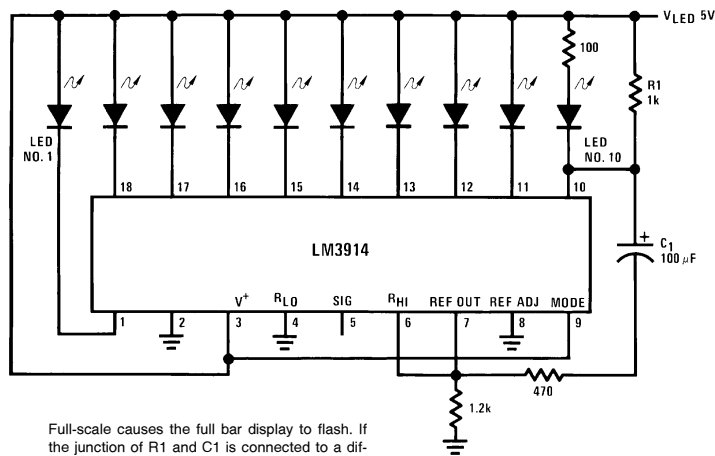 VLED 5V
100
R1
1k
LED
NO. 1
LED
NO. 10
18 17 16 15 14 13 12 11 10
+
C1
100 µF
LM3914
V+ RLO SIG RHI REF OUT REF ADJ MODE
1 2 3 4 5 6 7 8 9
470
1.2k
Full-scale causes the full bar display to flash. If
the junction of R1 and C1 is connected to a dif-